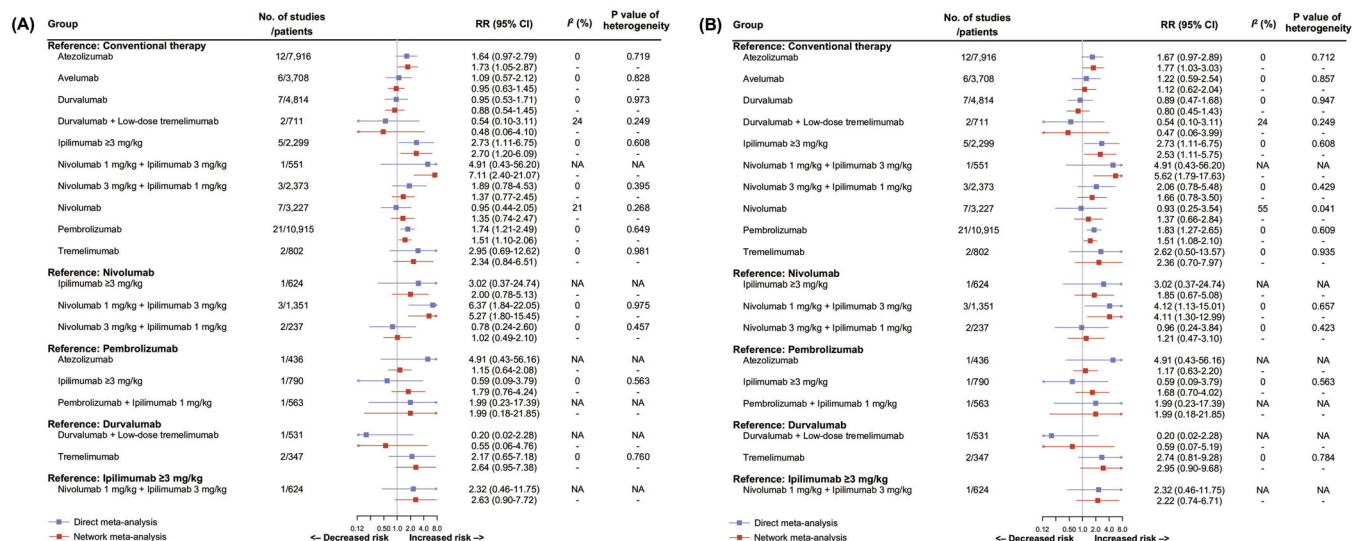 (A)
Group No. of studies /patients RR (95% CI) I² (%) P value of heterogeneity
Reference: Conventional therapy
Atezolizumab 12/7,916 1.64 (0.97-2.79) 0 0.719
1.73 (1.05-2.87) - -
Avelumab 6/3,708 1.09 (0.57-2.12) 0 0.828
0.95 (0.63-1.45) - -
Durvalumab 7/4,814 0.95 (0.53-1.71) 0 0.973
0.88 (0.54-1.45) - -
Durvalumab + Low-dose tremelimumab 2/711 0.54 (0.10-3.11) 24 0.249
0.48 (0.06-4.10) - -
Ipilimumab ≥3 mg/kg 5/2,299 2.73 (1.11-6.75) 0 0.608
2.70 (1.20-6.09) - -
Nivolumab 1 mg/kg + Ipilimumab 3 mg/kg 1/551 4.91 (0.43-56.20) NA NA
7.11 (2.40-21.07) - -
Nivolumab 3 mg/kg + Ipilimumab 1 mg/kg 3/2,373 1.89 (0.78-4.53) 0 0.395
1.37 (0.77-2.45) - -
Nivolumab 7/3,227 0.95 (0.44-2.05) 21 0.268
1.35 (0.74-2.47) - -
Pembrolizumab 21/10,915 1.74 (1.21-2.49) 0 0.649
1.51 (1.10-2.06) - -
Tremelimumab 2/802 2.95 (0.69-12.62) 0 0.981
2.34 (0.84-6.51) - -
Reference: Nivolumab
Ipilimumab ≥3 mg/kg 1/624 3.02 (0.37-24.74) NA NA
2.00 (0.78-5.13) - -
Nivolumab 1 mg/kg + Ipilimumab 3 mg/kg 3/1,351 6.37 (1.84-22.05) 0 0.975
5.27 (1.80-15.45) - -
Nivolumab 3 mg/kg + Ipilimumab 1 mg/kg 2/237 0.78 (0.24-2.60) 0 0.457
1.02 (0.49-2.10) - -
Reference: Pembrolizumab
Atezolizumab 1/436 4.91 (0.43-56.16) NA NA
1.15 (0.64-2.08) - -
Ipilimumab ≥3 mg/kg 1/790 0.59 (0.09-3.79) 0 0.563
1.79 (0.76-4.24) - -
Pembrolizumab + Ipilimumab 1 mg/kg 1/563 1.99 (0.23-17.39) NA NA
1.99 (0.18-21.85) - -
Reference: Durvalumab
Durvalumab + Low-dose tremelimumab 1/531 0.20 (0.02-2.28) NA NA
0.55 (0.06-4.76) - -
Tremelimumab 2/347 2.17 (0.65-7.18) 0 0.760
2.64 (0.95-7.38) - -
Reference: Ipilimumab ≥3 mg/kg
Nivolumab 1 mg/kg + Ipilimumab 3 mg/kg 1/624 2.32 (0.46-11.75) NA NA
2.63 (0.90-7.72) - -
Direct meta-analysis
Network meta-analysis
0.12 0.50 1.0 2.0 4.0 8.0
<– Decreased risk Increased risk –>
(B)
Group No. of studies /patients RR (95% CI) I² (%) P value of heterogeneity
Reference: Conventional therapy
Atezolizumab 12/7,916 1.67 (0.97-2.89) 0 0.712
1.77 (1.03-3.03) - -
Avelumab 6/3,708 1.22 (0.59-2.54) 0 0.857
1.12 (0.62-2.04) - -
Durvalumab 7/4,814 0.89 (0.47-1.68) 0 0.947
0.80 (0.45-1.43) - -
Durvalumab + Low-dose tremelimumab 2/711 0.54 (0.10-3.11) 24 0.249
0.47 (0.06-3.99) - -
Ipilimumab ≥3 mg/kg 5/2,299 2.73 (1.11-6.75) 0 0.608
2.53 (1.11-5.75) - -
Nivolumab 1 mg/kg + Ipilimumab 3 mg/kg 1/551 4.91 (0.43-56.20) NA NA
5.62 (1.79-17.63) - -
Nivolumab 3 mg/kg + Ipilimumab 1 mg/kg 3/2,373 2.06 (0.78-5.48) 0 0.429
1.66 (0.78-3.50) - -
Nivolumab 7/3,227 0.93 (0.25-3.54) 55 0.041
1.37 (0.66-2.84) - -
Pembrolizumab 21/10,915 1.83 (1.27-2.65) 0 0.609
1.51 (1.08-2.10) - -
Tremelimumab 2/802 2.62 (0.50-13.57) 0 0.935
2.36 (0.70-7.97) - -
Reference: Nivolumab
Ipilimumab ≥3 mg/kg 1/624 3.02 (0.37-24.74) NA NA
1.85 (0.67-5.08) - -
Nivolumab 1 mg/kg + Ipilimumab 3 mg/kg 3/1,351 4.12 (1.13-15.01) 0 0.657
4.11 (1.30-12.99) - -
Nivolumab 3 mg/kg + Ipilimumab 1 mg/kg 2/237 0.96 (0.24-3.84) 0 0.423
1.21 (0.47-3.10) - -
Reference: Pembrolizumab
Atezolizumab 1/436 4.91 (0.43-56.16) NA NA
1.17 (0.63-2.20) - -
Ipilimumab ≥3 mg/kg 1/790 0.59 (0.09-3.79) 0 0.563
1.68 (0.70-4.02) - -
Pembrolizumab + Ipilimumab 1 mg/kg 1/563 1.99 (0.23-17.39) NA NA
1.99 (0.18-21.85) - -
Reference: Durvalumab
Durvalumab + Low-dose tremelimumab 1/531 0.20 (0.02-2.28) NA NA
0.59 (0.07-5.19) - -
Tremelimumab 2/347 2.74 (0.81-9.28) 0 0.784
2.95 (0.90-9.68) - -
Reference: Ipilimumab ≥3 mg/kg
Nivolumab 1 mg/kg + Ipilimumab 3 mg/kg 1/624 2.32 (0.46-11.75) NA NA
2.22 (0.74-6.71) - -
Direct meta-analysis
Network meta-analysis
0.12 0.50 1.0 2.0 4.0 8.0
<– Decreased risk Increased risk –>